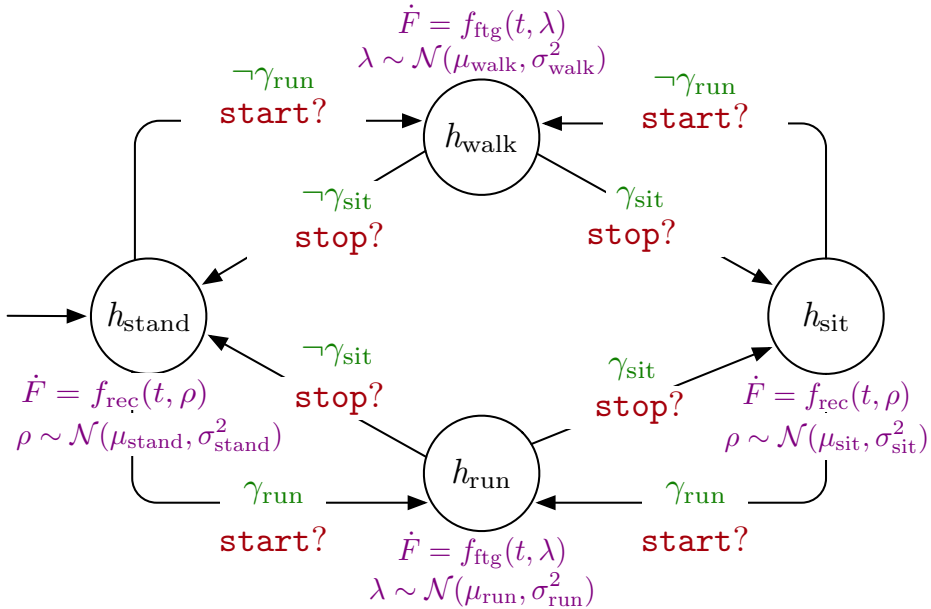 Ḟ = f_ftg(t, λ)
λ ∼ 𝒩(μ_walk, σ²_walk)
¬γ_run
start?
¬γ_run
start?
h_walk
¬γ_sit
stop?
γ_sit
stop?
h_stand
h_sit
¬γ_sit
stop?
γ_sit
stop?
Ḟ = f_rec(t, ρ)
ρ ∼ 𝒩(μ_stand, σ²_stand)
Ḟ = f_rec(t, ρ)
ρ ∼ 𝒩(μ_sit, σ²_sit)
h_run
γ_run
start?
γ_run
start?
Ḟ = f_ftg(t, λ)
λ ∼ 𝒩(μ_run, σ²_run)